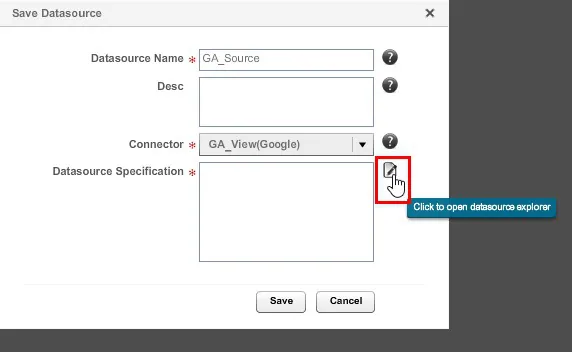 Save Datasource ×
Datasource Name * GA_Source ?
Desc ?
Connector * GA_View(Google) ?
Datasource Specification *
Click to open datasource explorer
Save Cancel